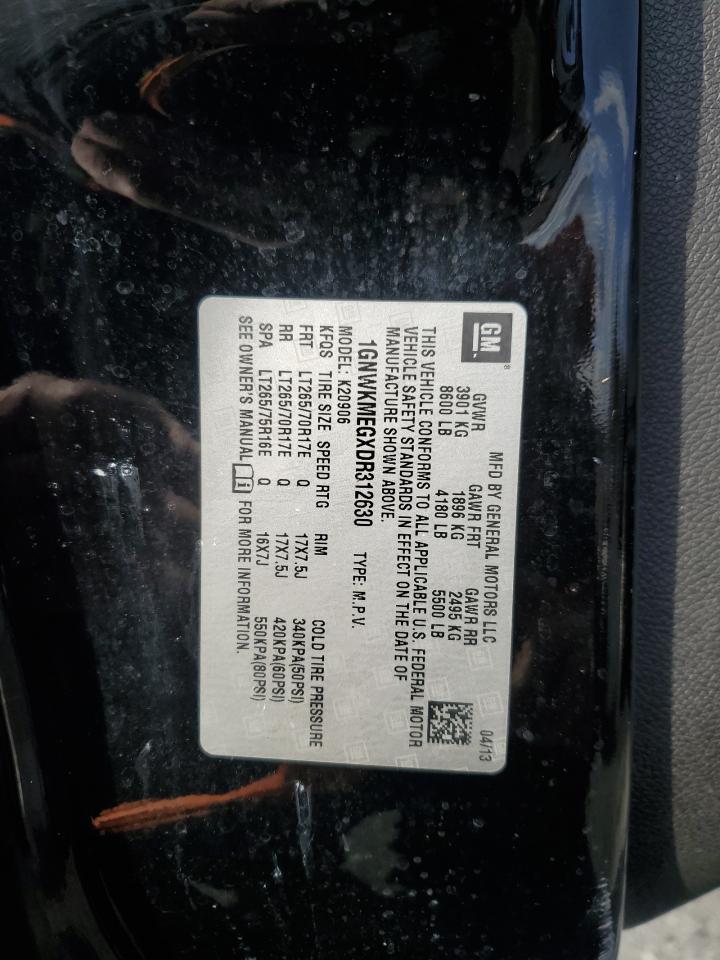 GM ®
MFD BY GENERAL MOTORS LLC 04/13
GVWR GAWR FRT GAWR RR
3901 KG 1896 KG 2495 KG
8600 LB 4180 LB 5500 LB
THIS VEHICLE CONFORMS TO ALL APPLICABLE U.S. FEDERAL MOTOR
VEHICLE SAFETY STANDARDS IN EFFECT ON THE DATE OF
MANUFACTURE SHOWN ABOVE.
1GNWKMEGXDR312630 TYPE: M.P.V.
MODEL: K20906
KFQS TIRE SIZE SPEED RTG RIM COLD TIRE PRESSURE
FRT LT265/70R17E Q 17X7.5J 340KPA(50PSI)
RR LT265/70R17E Q 17X7.5J 420KPA(60PSI)
SPA LT265/75R16E Q 16X7J 550KPA(80PSI)
SEE OWNER'S MANUAL i FOR MORE INFORMATION.